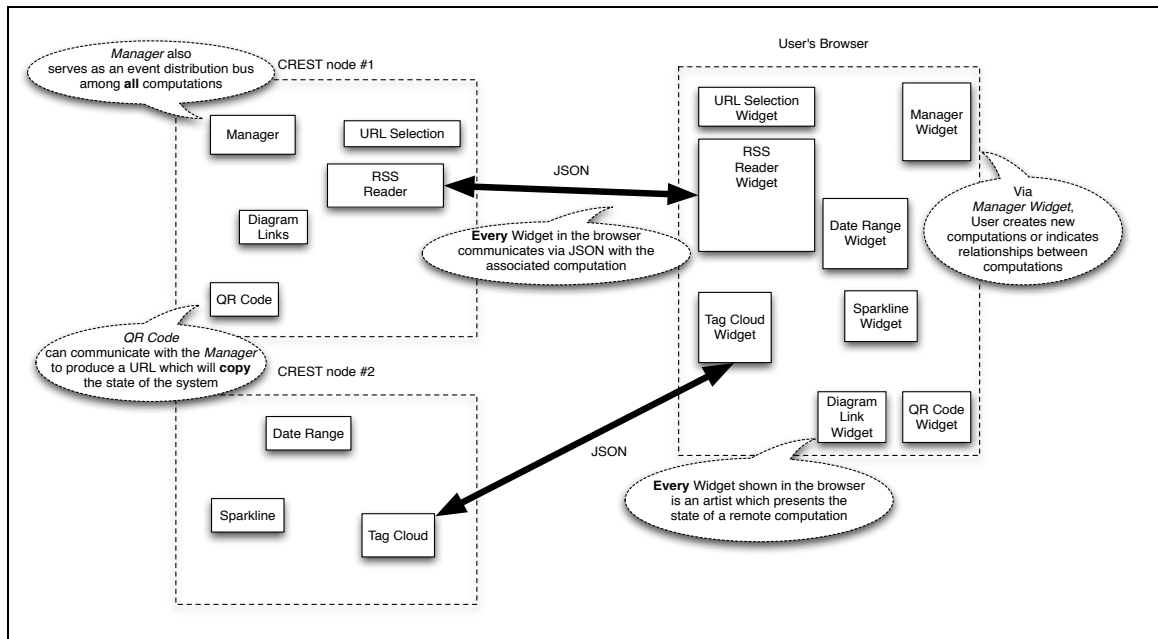 Manager also
serves as an event distribution bus
among all computations
CREST node #1
Manager
URL Selection
RSS
Reader
Diagram
Links
QR Code
QR Code
can communicate with the Manager
to produce a URL which will copy
the state of the system
CREST node #2
Date Range
Sparkline
Tag Cloud
JSON
Every Widget in the browser
communicates via JSON with the
associated computation
JSON
User's Browser
URL Selection
Widget
Manager
Widget
RSS
Reader
Widget
Via
Manager Widget,
User creates new
computations or indicates
relationships between
computations
Date Range
Widget
Tag Cloud
Widget
Sparkline
Widget
Diagram
Link
Widget
QR Code
Widget
Every Widget shown in the browser
is an artist which presents the
state of a remote computation